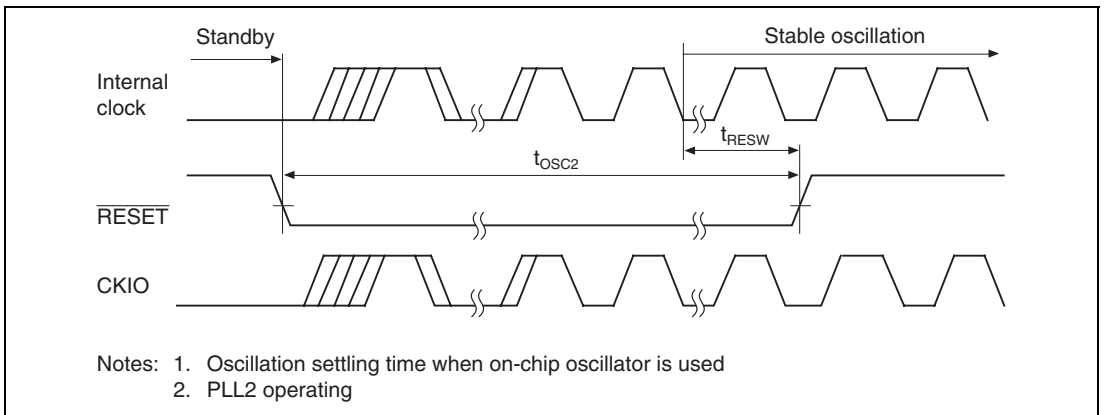 Standby
Stable oscillation
Internal
clock
tRESW
tOSC2
RESET
CKIO
Notes: 1. Oscillation settling time when on-chip oscillator is used
2. PLL2 operating